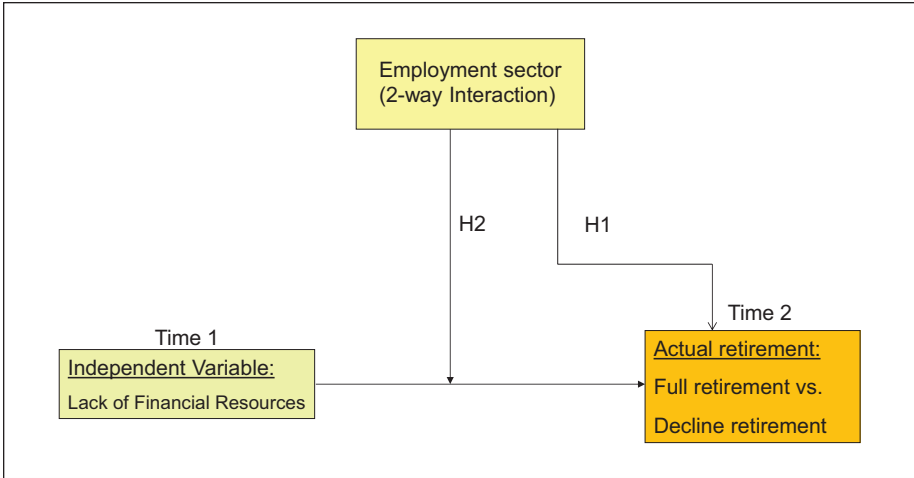 Employment sector
(2-way Interaction)
H2
H1
Time 1
Time 2
Independent Variable:
Lack of Financial Resources
Actual retirement:
Full retirement vs.
Decline retirement